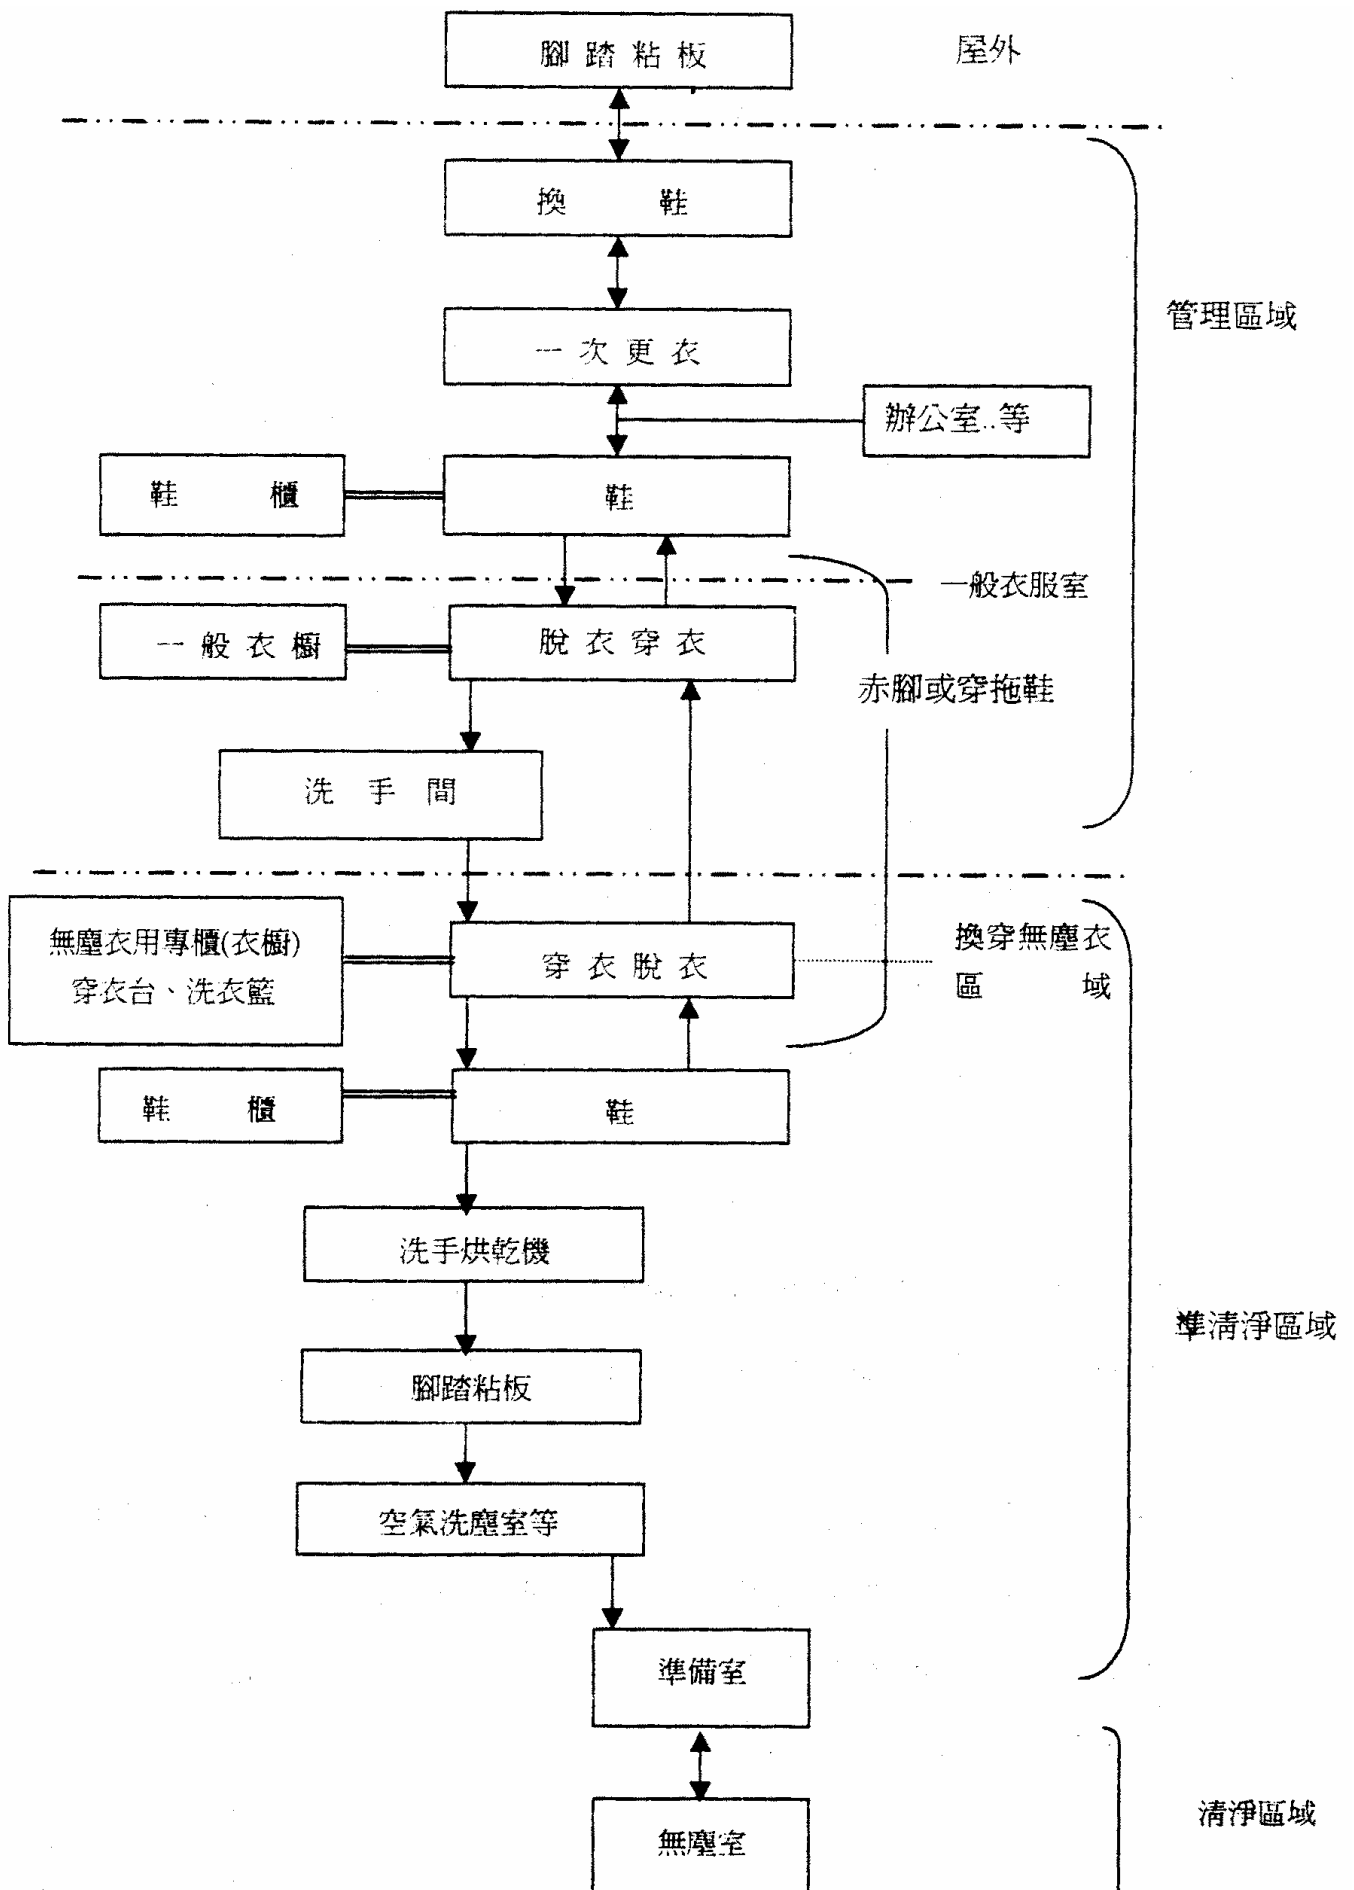 腳踏粘板
屋外
換鞋
管理區域
一次更衣
辦公室..等
鞋櫃
鞋
一般衣服室
一般衣櫥
脫衣穿衣
赤腳或穿拖鞋
洗手間
無塵衣用專櫃(衣櫥)
穿衣台、洗衣籃
穿衣脫衣
換穿無塵衣
區域
鞋櫃
鞋
洗手烘乾機
準清淨區域
腳踏粘板
空氣洗塵室等
準備室
清淨區域
無塵室